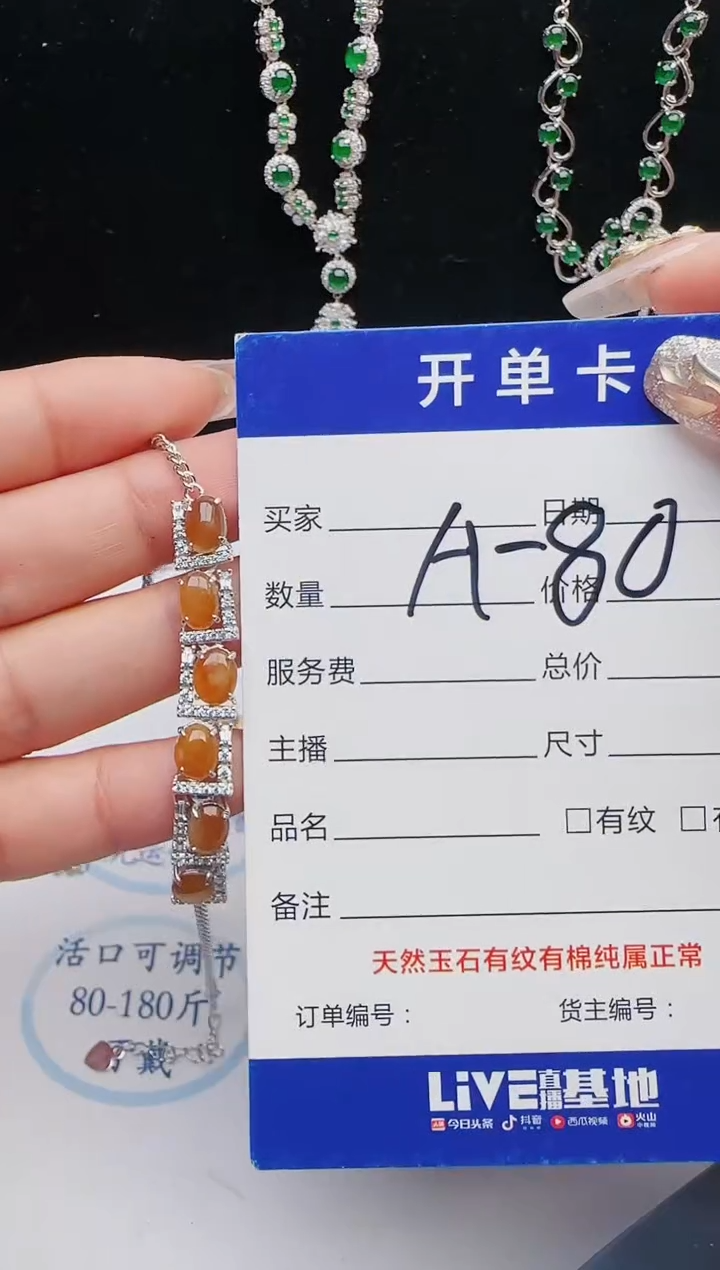 开单卡
买家 日期
A-80
数量 价格
服务费 总价
主播 尺寸
品名 □有纹 □
备注
天然玉石有纹有棉纯属正常
订单编号： 货主编号：
LiVE直播基地
今日头条 抖音 西瓜视频 火山
活口可调节
80-180斤
可戴